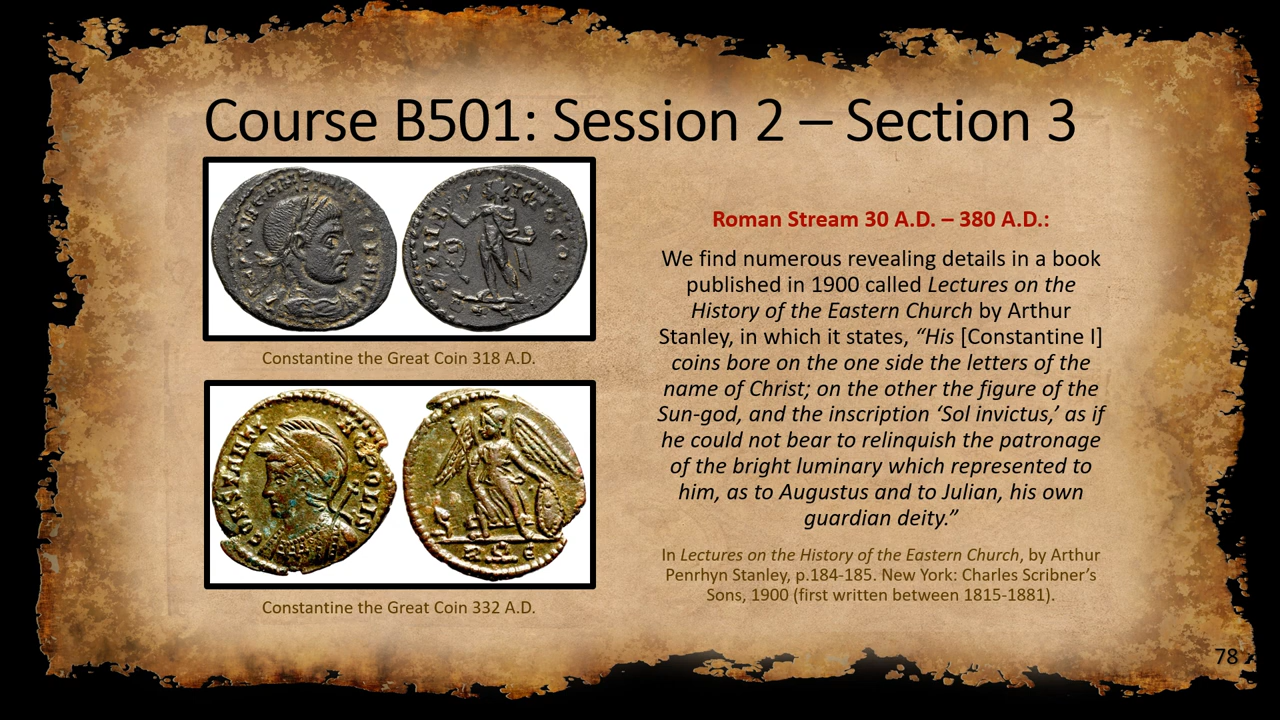 Course B501: Session 2 – Section 3
Constantine the Great Coin 318 A.D.
CONSTANTI
NOPOLIS
R Ω E
Constantine the Great Coin 332 A.D.
Roman Stream 30 A.D. – 380 A.D.:
We find numerous revealing details in a book
published in 1900 called Lectures on the
History of the Eastern Church by Arthur
Stanley, in which it states, “His [Constantine I]
coins bore on the one side the letters of the
name of Christ; on the other the figure of the
Sun-god, and the inscription ‘Sol invictus,’ as if
he could not bear to relinquish the patronage
of the bright luminary which represented to
him, as to Augustus and to Julian, his own
guardian deity.”
In Lectures on the History of the Eastern Church, by Arthur
Penrhyn Stanley, p.184-185. New York: Charles Scribner’s
Sons, 1900 (first written between 1815-1881).
78